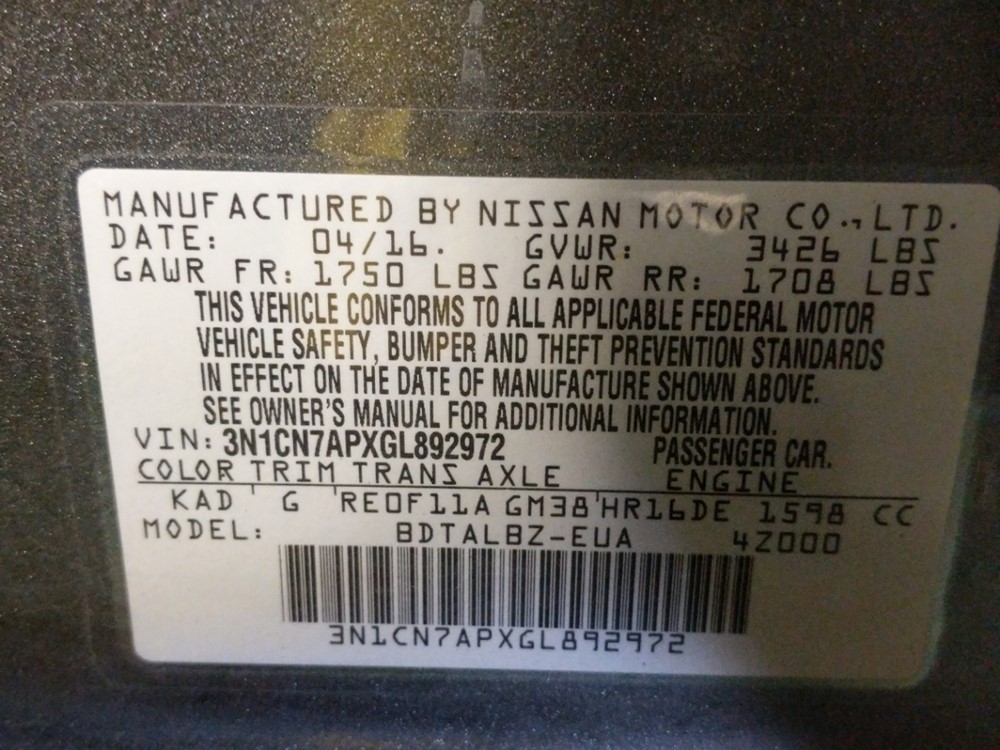 MANUFACTURED BY NISSAN MOTOR CO., LTD.
DATE: 04/16. GVWR: 3426 LBS
GAWR FR: 1750 LBS GAWR RR: 1708 LBS
THIS VEHICLE CONFORMS TO ALL APPLICABLE FEDERAL MOTOR
VEHICLE SAFETY, BUMPER AND THEFT PREVENTION STANDARDS
IN EFFECT ON THE DATE OF MANUFACTURE SHOWN ABOVE.
SEE OWNER'S MANUAL FOR ADDITIONAL INFORMATION.
VIN: 3N1CN7APXGL892972 PASSENGER CAR.
COLOR TRIM TRANS AXLE ENGINE
KAD ' G 'RE0F11A GM38'HR16DE 1598 CC
MODEL: BDTALBZ-EUA 4Z000
3N1CN7APXGL892972